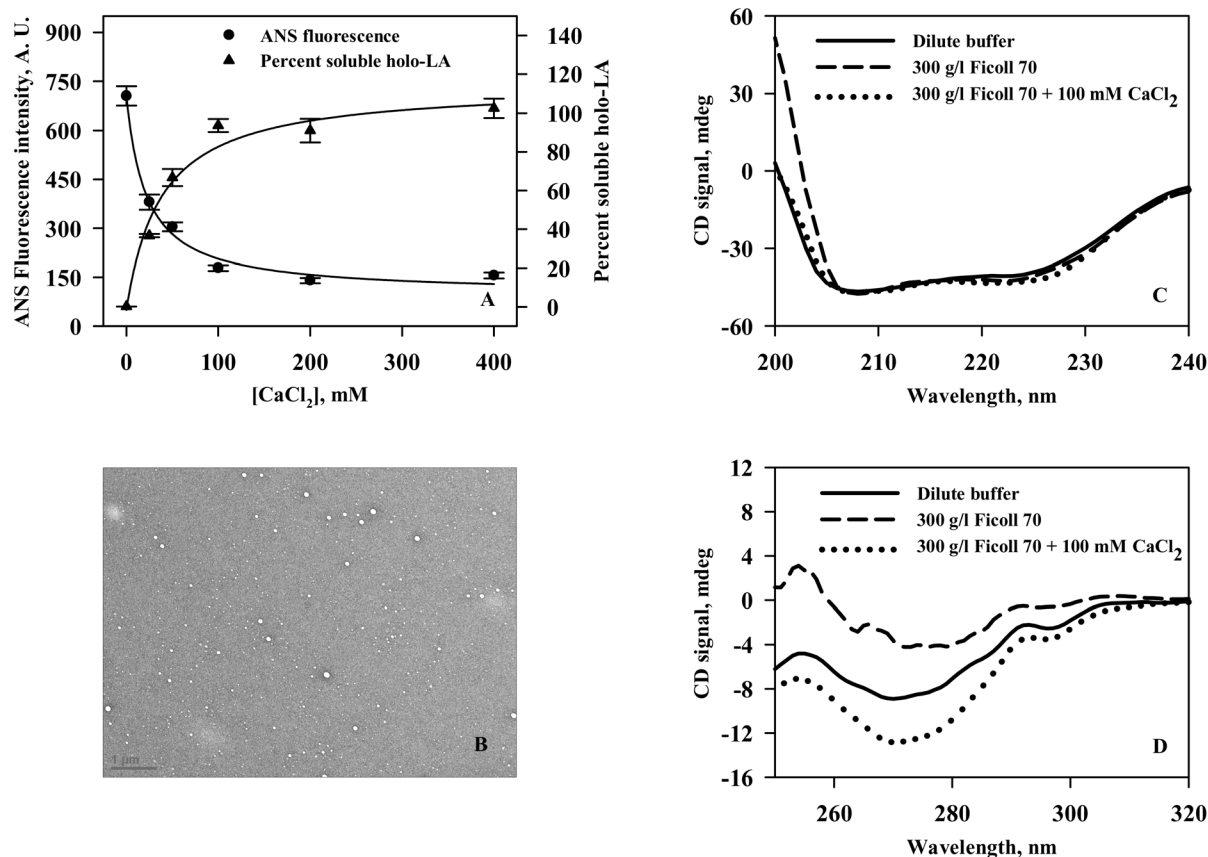 900
750
600
450
300
150
0
ANS Fluorescence intensity, A. U.
ANS fluorescence
Percent soluble holo-LA
140
120
100
80
60
40
20
0
Percent soluble holo-LA
A
0 100 200 300 400
[CaCl2], mM
60
30
0
-30
-60
CD signal, mdeg
Dilute buffer
300 g/l Ficoll 70
300 g/l Ficoll 70 + 100 mM CaCl2
C
200 210 220 230 240
Wavelength, nm
1 µm
B
12
8
4
0
-4
-8
-12
-16
CD signal, mdeg
Dilute buffer
300 g/l Ficoll 70
300 g/l Ficoll 70 + 100 mM CaCl2
D
260 280 300 320
Wavelength, nm